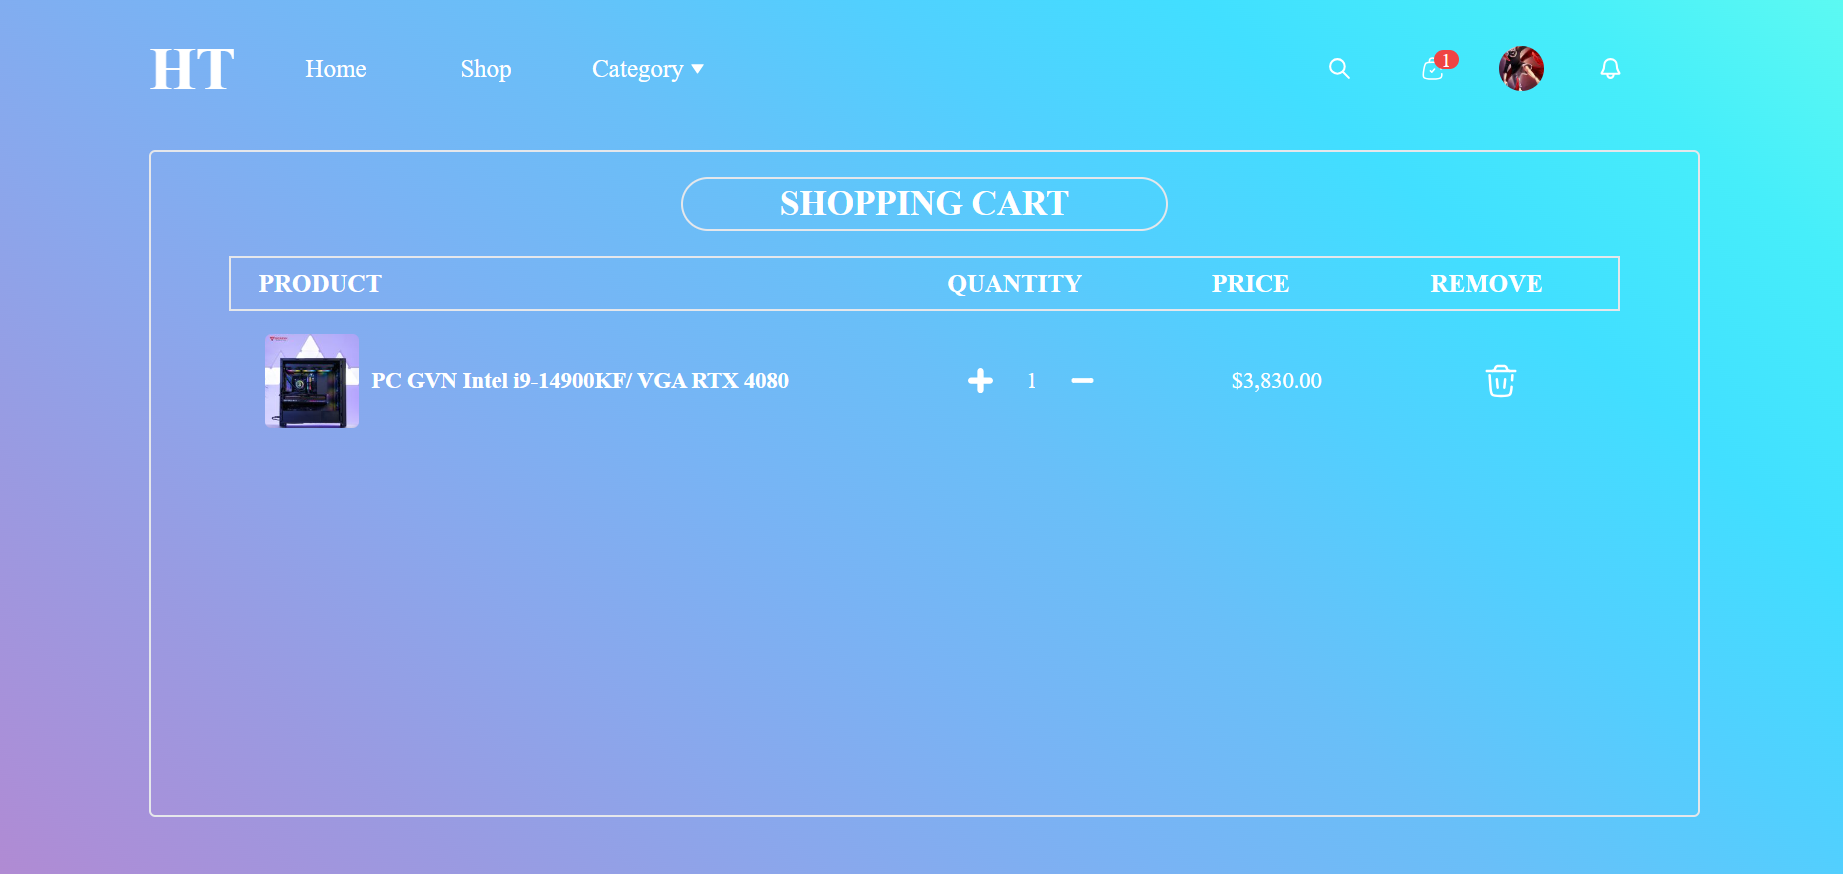 HT Home Shop Category 1
SHOPPING CART
PRODUCT QUANTITY PRICE REMOVE
PC GVN Intel i9-14900KF/ VGA RTX 4080 1 $3,830.00